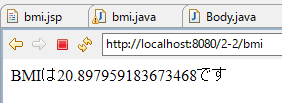 bmi.jsp bmi.java Body.java
http://localhost:8080/2-2/bmi
BMIは20.897959183673468です